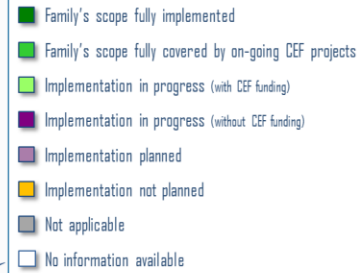 Family's scope fully implemented
Family's scope fully covered by on-going CEF projects
Implementation in progress (with CEF funding)
Implementation in progress (without CEF funding)
Implementation planned
Implementation not planned
Not applicable
No information available